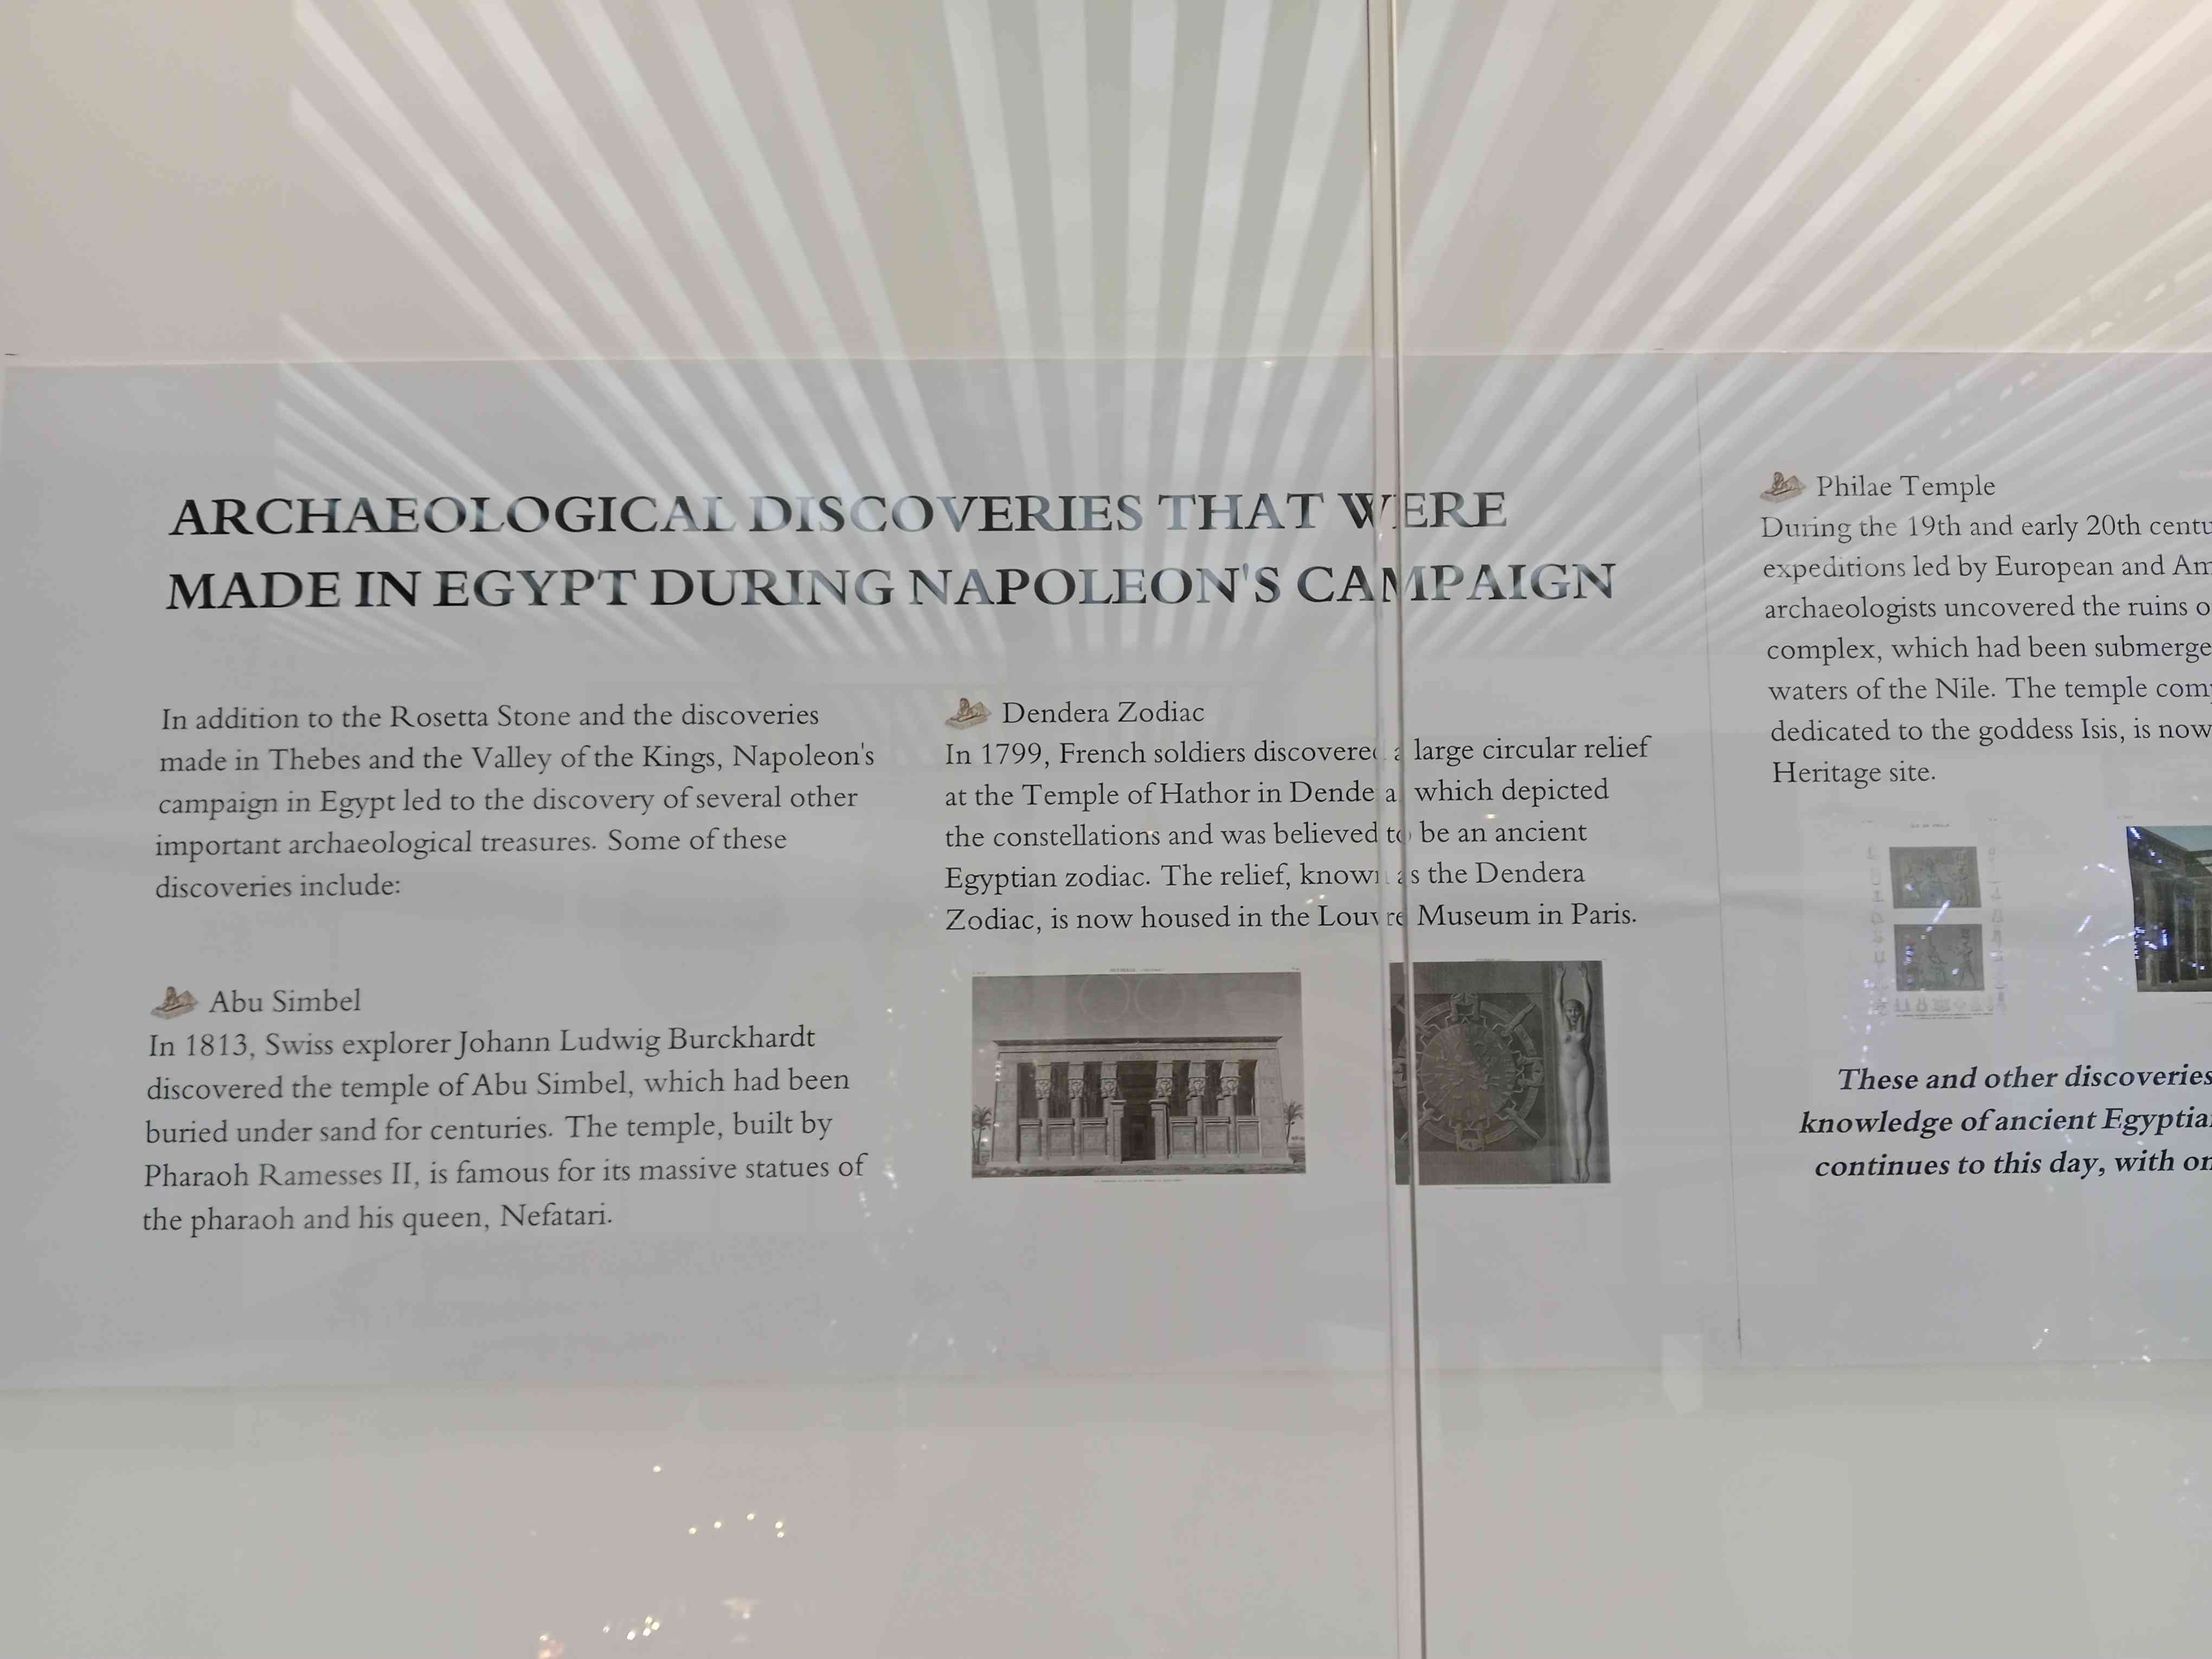 ARCHAEOLOGICAL DISCOVERIES THAT WERE
MADE IN EGYPT DURING NAPOLEON'S CAMPAIGN
In addition to the Rosetta Stone and the discoveries
made in Thebes and the Valley of the Kings, Napoleon's
campaign in Egypt led to the discovery of several other
important archaeological treasures. Some of these
discoveries include:
Abu Simbel
In 1813, Swiss explorer Johann Ludwig Burckhardt
discovered the temple of Abu Simbel, which had been
buried under sand for centuries. The temple, built by
Pharaoh Ramesses II, is famous for its massive statues of
the pharaoh and his queen, Nefatari.
Dendera Zodiac
In 1799, French soldiers discovered a large circular relief
at the Temple of Hathor in Dendera, which depicted
the constellations and was believed to be an ancient
Egyptian zodiac. The relief, known as the Dendera
Zodiac, is now housed in the Louvre Museum in Paris.
Philae Temple
During the 19th and early 20th
expeditions led by European and
archaeologists uncovered the ruins
complex, which had been
waters of the Nile. The temple
dedicated to the goddess Isis, is now
Heritage site.
These and other discoveries
knowledge of ancient
continues to this day, with